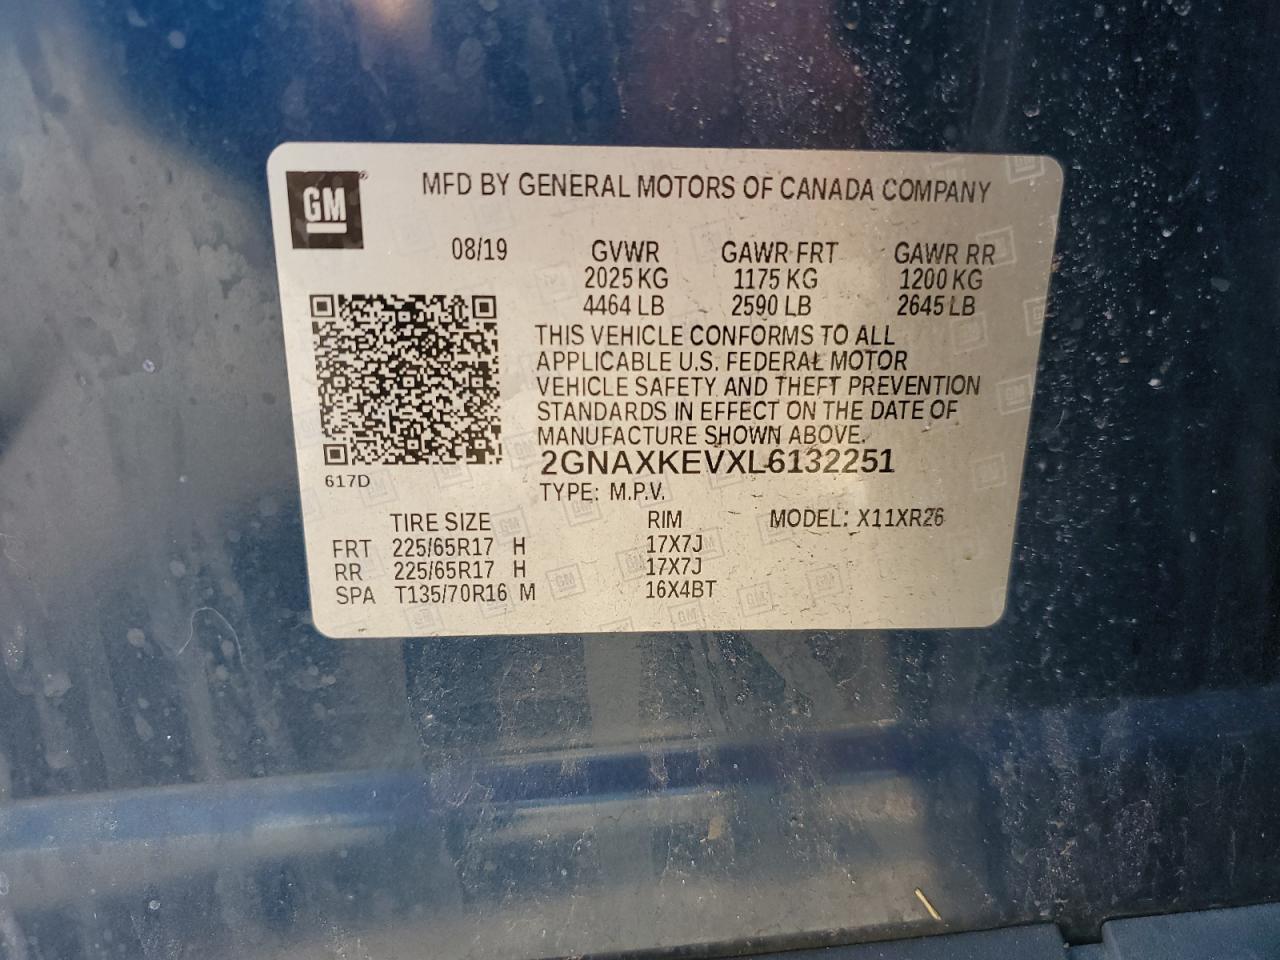 GM
MFD BY GENERAL MOTORS OF CANADA COMPANY
08/19 GVWR GAWR FRT GAWR RR
2025 KG 1175 KG 1200 KG
4464 LB 2590 LB 2645 LB
THIS VEHICLE CONFORMS TO ALL
APPLICABLE U.S. FEDERAL MOTOR
VEHICLE SAFETY AND THEFT PREVENTION
STANDARDS IN EFFECT ON THE DATE OF
MANUFACTURE SHOWN ABOVE.
2GNAXKEVXL6132251
617D
TYPE: M.P.V.
TIRE SIZE RIM MODEL: X11XR26
FRT 225/65R17 H 17X7J
RR 225/65R17 H 17X7J
SPA T135/70R16 M 16X4BT